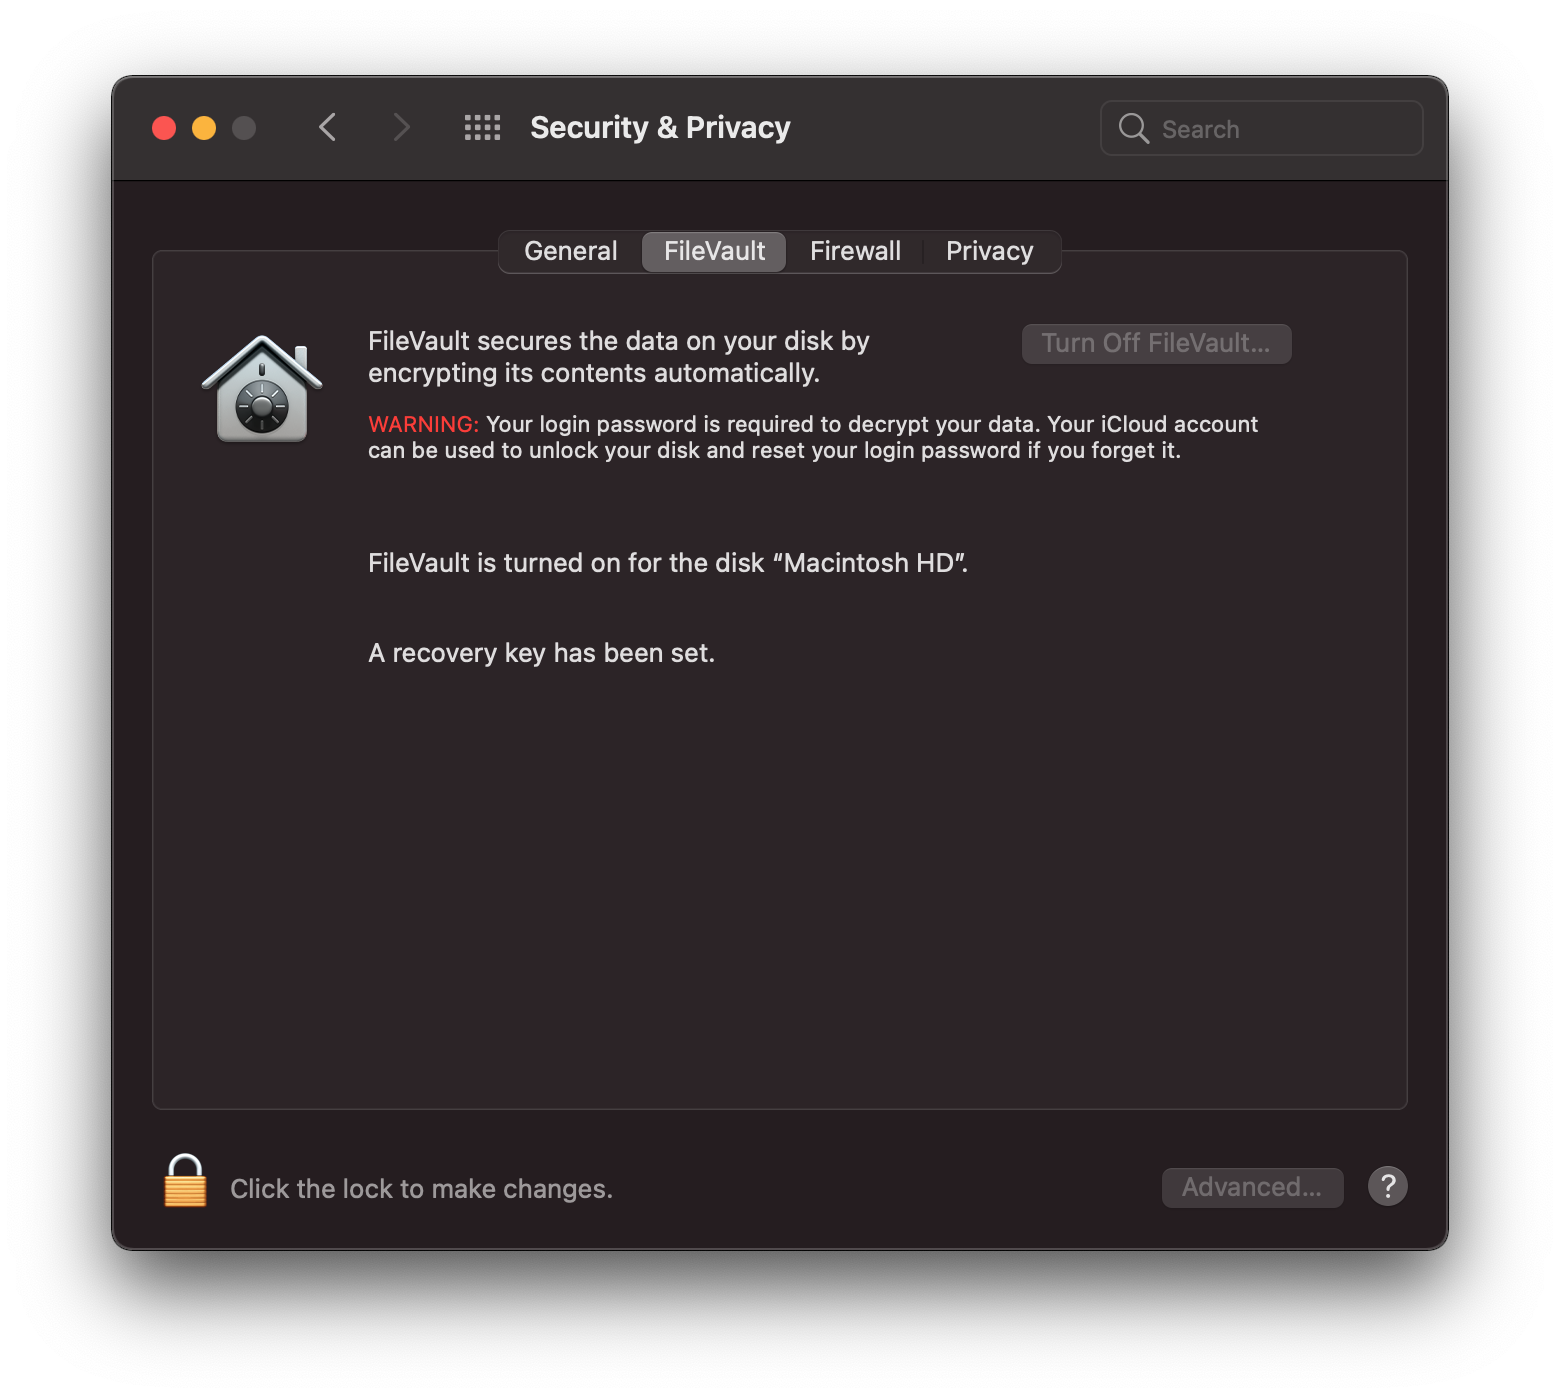 Security & Privacy
Search
General
FileVault
Firewall
Privacy
FileVault secures the data on your disk by
encrypting its contents automatically.
Turn Off FileVault...
WARNING: Your login password is required to decrypt your data. Your iCloud account
can be used to unlock your disk and reset your login password if you forget it.
FileVault is turned on for the disk “Macintosh HD”.
A recovery key has been set.
Click the lock to make changes.
Advanced...
?